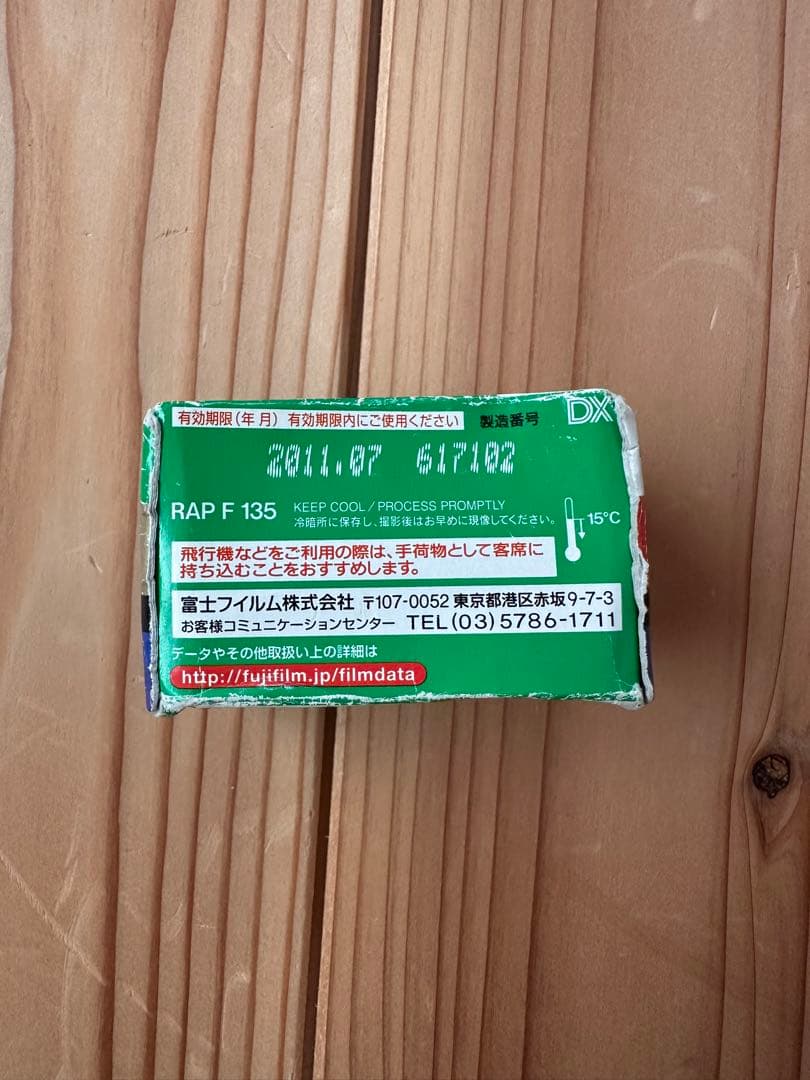 有効期限(年月) 有効期限内にご使用ください 製造番号 DX
2011.07 617102
RAP F 135 KEEP COOL/PROCESS PROMPTLY
冷暗所に保存し、撮影後はお早めに現像してください。 15°C
飛行機などをご利用の際は、手荷物として客席に
持ち込むことをおすすめします。
富士フイルム株式会社 〒107-0052 東京都港区赤坂9-7-3
お客様コミュニケーションセンター TEL(03)5786-1711
データやその他取扱い上の詳細は
http://fujifilm.jp/filmdata